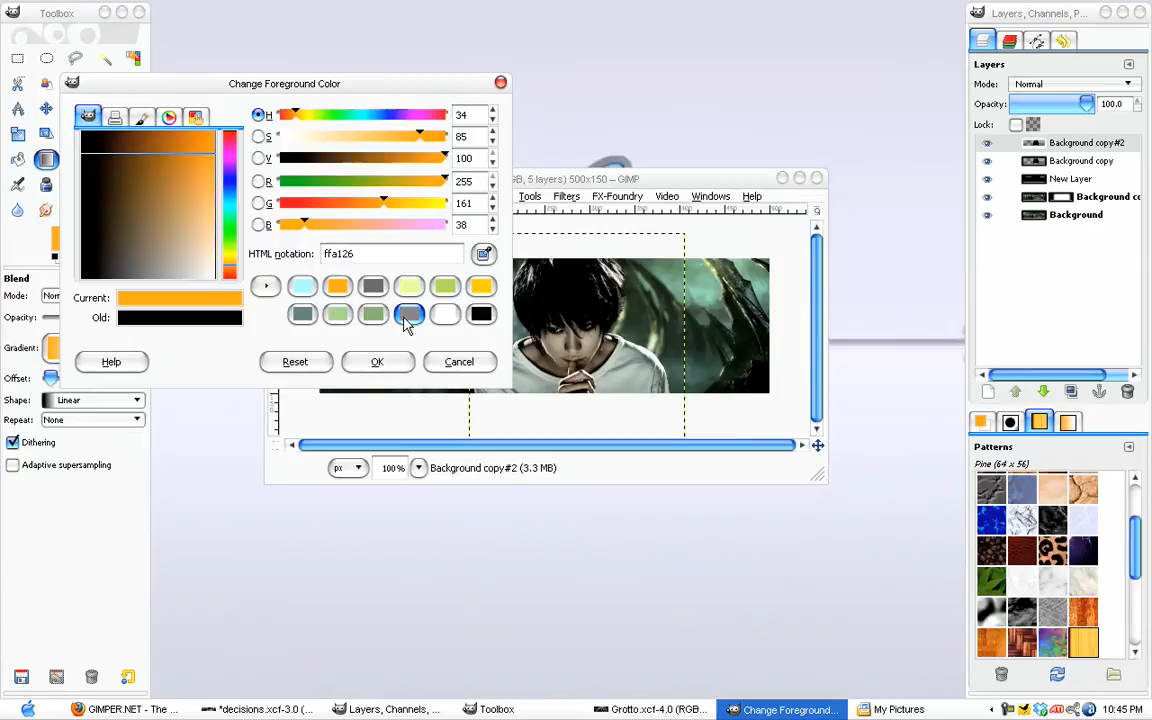 Toolbox
Change Foreground Color
H 34
S 85
V 100
R 255
G 161
B 38
HTML notation: ffa126
Current:
Old:
Help
Reset
OK
Cancel
Blend
Mode:
Opacity:
Gradient:
Offset:
Shape: Linear
Repeat: None
Dithering
Adaptive supersampling
GB, 5 layers) 500x150 – GIMP
Tools Filters FX-Foundry Windows Help
px 100% Background copy#2 (3.3 MB)
Layers, Channels, P...
Layers
Mode: Normal
Opacity: 100.0
Lock:
Background copy#2
Background copy
New Layer
Background co
Background
Patterns
Pine (64 x 56)
GIMPER.NET - The ...
*decisions.xcf-3.0 (...
Layers, Channels, ...
Toolbox
Grotto.xcf-4.0 (RGB...
Change Foreground...
My Pictures
10:45 PM